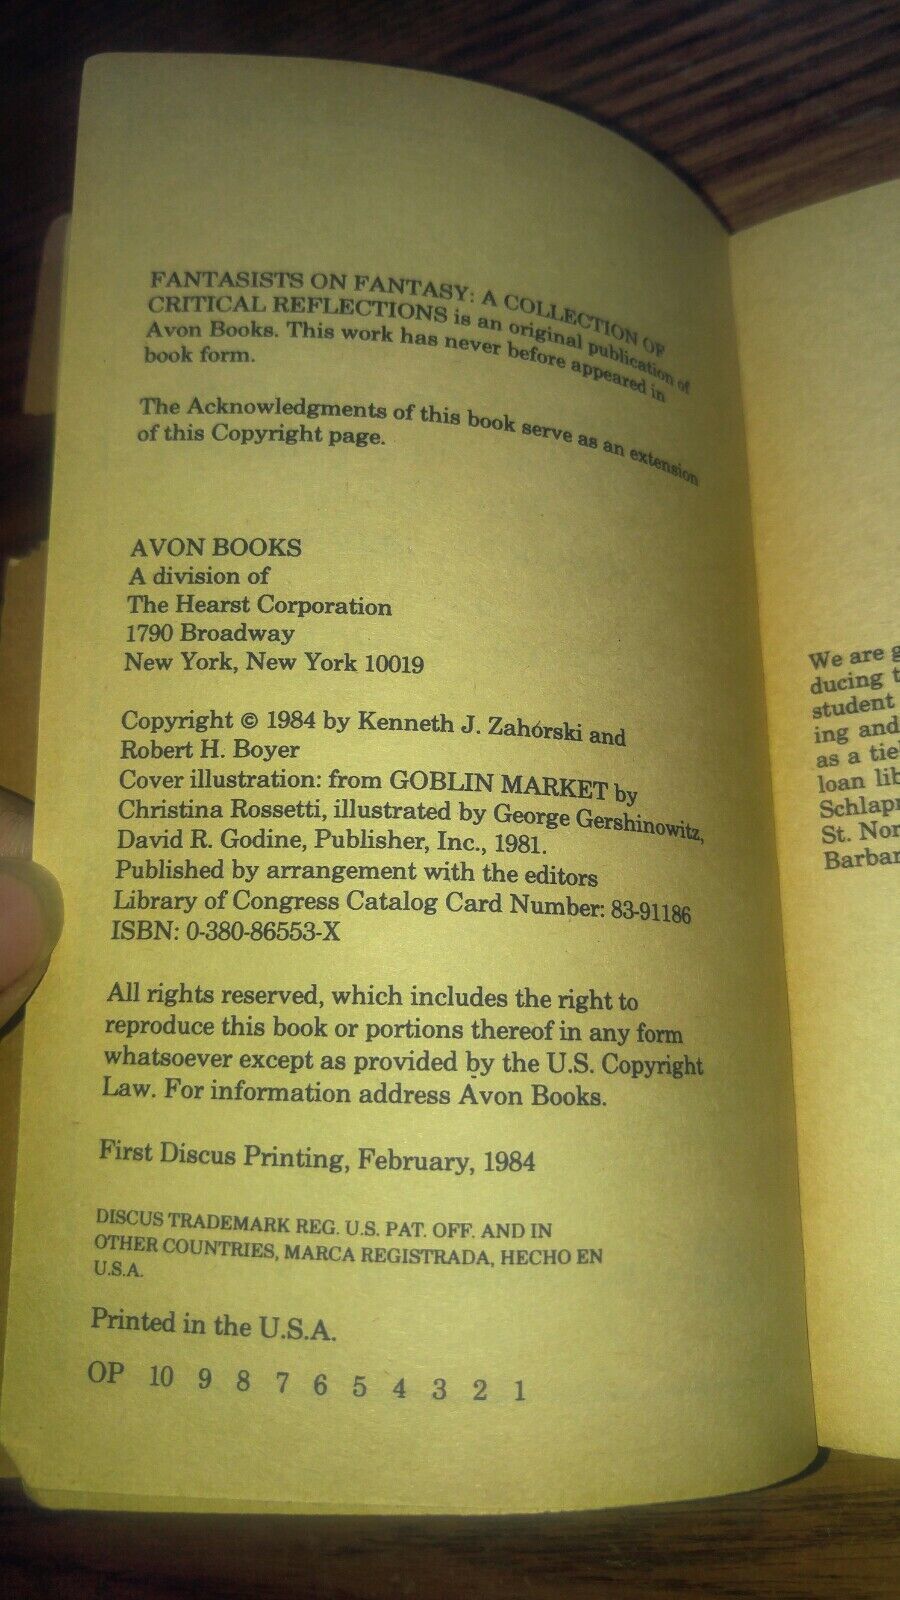 FANTASISTS ON FANTASY: A COLLECTION OF
CRITICAL REFLECTIONS is an original publication of
Avon Books. This work has never before appeared in
book form.
The Acknowledgments of this book serve as an extension
of this Copyright page.
AVON BOOKS
A division of
The Hearst Corporation
1790 Broadway
New York, New York 10019
Copyright © 1984 by Kenneth J. Zahorski and
Robert H. Boyer
Cover illustration: from GOBLIN MARKET by
Christina Rossetti, illustrated by George Gershinowitz,
David R. Godine, Publisher, Inc., 1981.
Published by arrangement with the editors
Library of Congress Catalog Card Number: 83-91186
ISBN: 0-380-86553-X
All rights reserved, which includes the right to
reproduce this book or portions thereof in any form
whatsoever except as provided by the U.S. Copyright
Law. For information address Avon Books.
First Discus Printing, February, 1984
DISCUS TRADEMARK REG. U.S. PAT. OFF. AND IN
OTHER COUNTRIES, MARCA REGISTRADA, HECHO EN
U.S.A.
Printed in the U.S.A.
OP 10 9 8 7 6 5 4 3 2 1
We are
ducing
student
ing and
as a
loan
St.